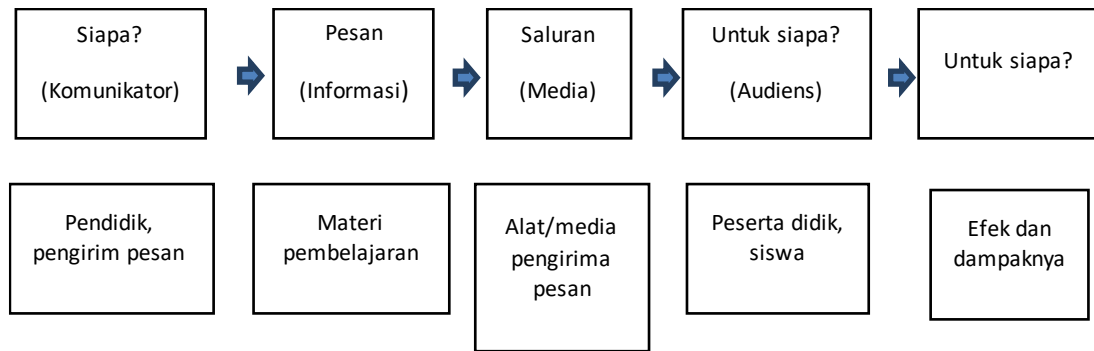 Siapa?
(Komunikator)
Pesan
(Informasi)
Saluran
(Media)
Untuk siapa?
(Audiens)
Untuk siapa?
Pendidik,
pengirim pesan
Materi
pembelajaran
Alat/media
pengirima
pesan
Peserta didik,
siswa
Efek dan
dampaknya